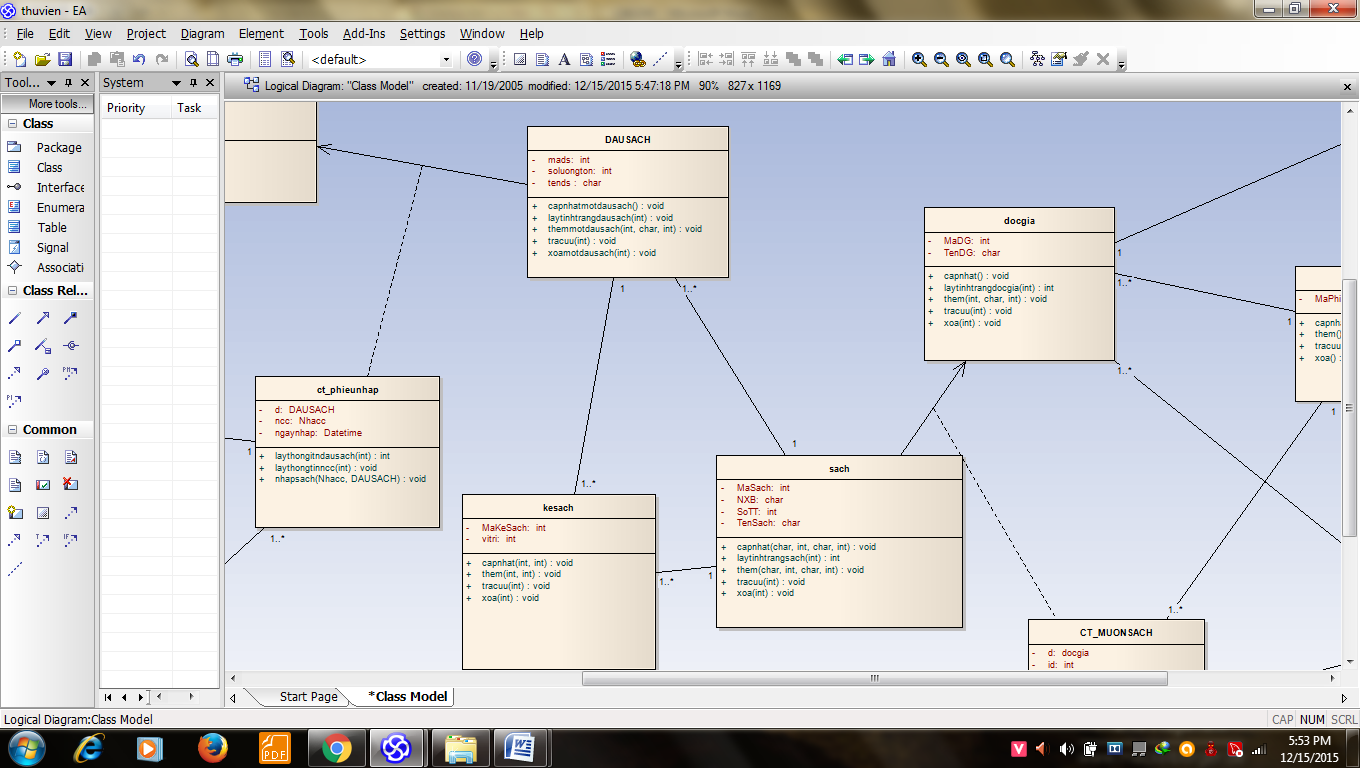 thuvien - EA
File Edit View Project Diagram Element Tools Add-Ins Settings Window Help
<default>
Tool...
More tools...
Class
Package
Class
Interface
Enumera
Table
Signal
Associati
Class Rel...
Common
System
Priority Task
Logical Diagram: "Class Model" created: 11/19/2005 modified: 12/15/2015 5:47:18 PM 90% 827 x 1169
DAUSACH
- mads: int
- soluongton: int
- tends : char
+ capnhatmotdausach() : void
+ laytinhtrangdausach(int) : void
+ themmotdausach(int, char, int) : void
+ tracuu(int) : void
+ xoamotdausach(int) : void
1
1..*
docgia
- MaDG: int
- TenDG: char
+ capnhat() : void
+ laytinhtrangdocgia(int) : int
+ them(int, char, int) : void
+ tracuu(int) : void
+ xoa(int) : void
1
1..*
1..*
1
- MaPhi
+ capnha
+ them()
+ tracuu
+ xoa() :
1
ct_phieunhap
- d: DAUSACH
- ncc: Nhacc
- ngaynhap: Datetime
+ laythongitndausach(int) : int
+ laythongtinncc(int) : void
+ nhapsach(Nhacc, DAUSACH) : void
1
1..*
1..*
kesach
- MaKeSach: int
- vitri: int
+ capnhat(int, int) : void
+ them(int, int) : void
+ tracuu(int) : void
+ xoa(int) : void
1..*
1
1
sach
- MaSach: int
- NXB: char
- SoTT: int
- TenSach: char
+ capnhat(char, int, char, int) : void
+ laytinhtrangsach(int) : int
+ them(char, int, char, int) : void
+ tracuu(int) : void
+ xoa(int) : void
1..*
CT_MUONSACH
- d: docgia
- id: int
Start Page *Class Model
Logical Diagram:Class Model
CAP NUM SCRL
PDF
5:53 PM
12/15/2015